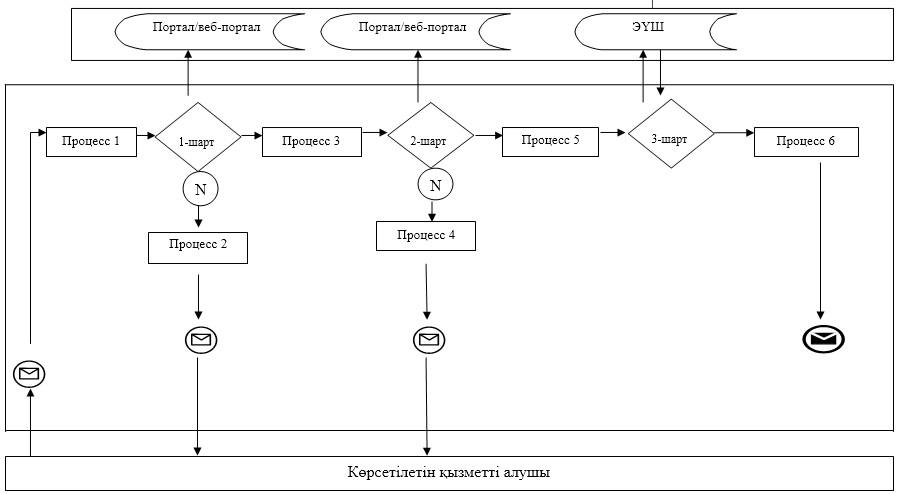 Портал/веб-портал Портал/веб-портал ЭҮШ
Процесс 1 1-шарт Процесс 3 2-шарт Процесс 5 3-шарт Процесс 6
N N
Процесс 2 Процесс 4
Көрсетілетін қызметті алушы